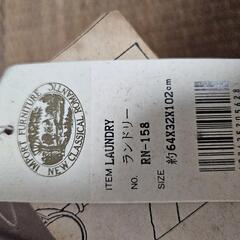 IMPORT FURNITURE
NEW CLASSICAL ROMANTIC
ITEM LAUNDRY
ランドリー
NO. RN-158
SIZE 約64X32X102cm